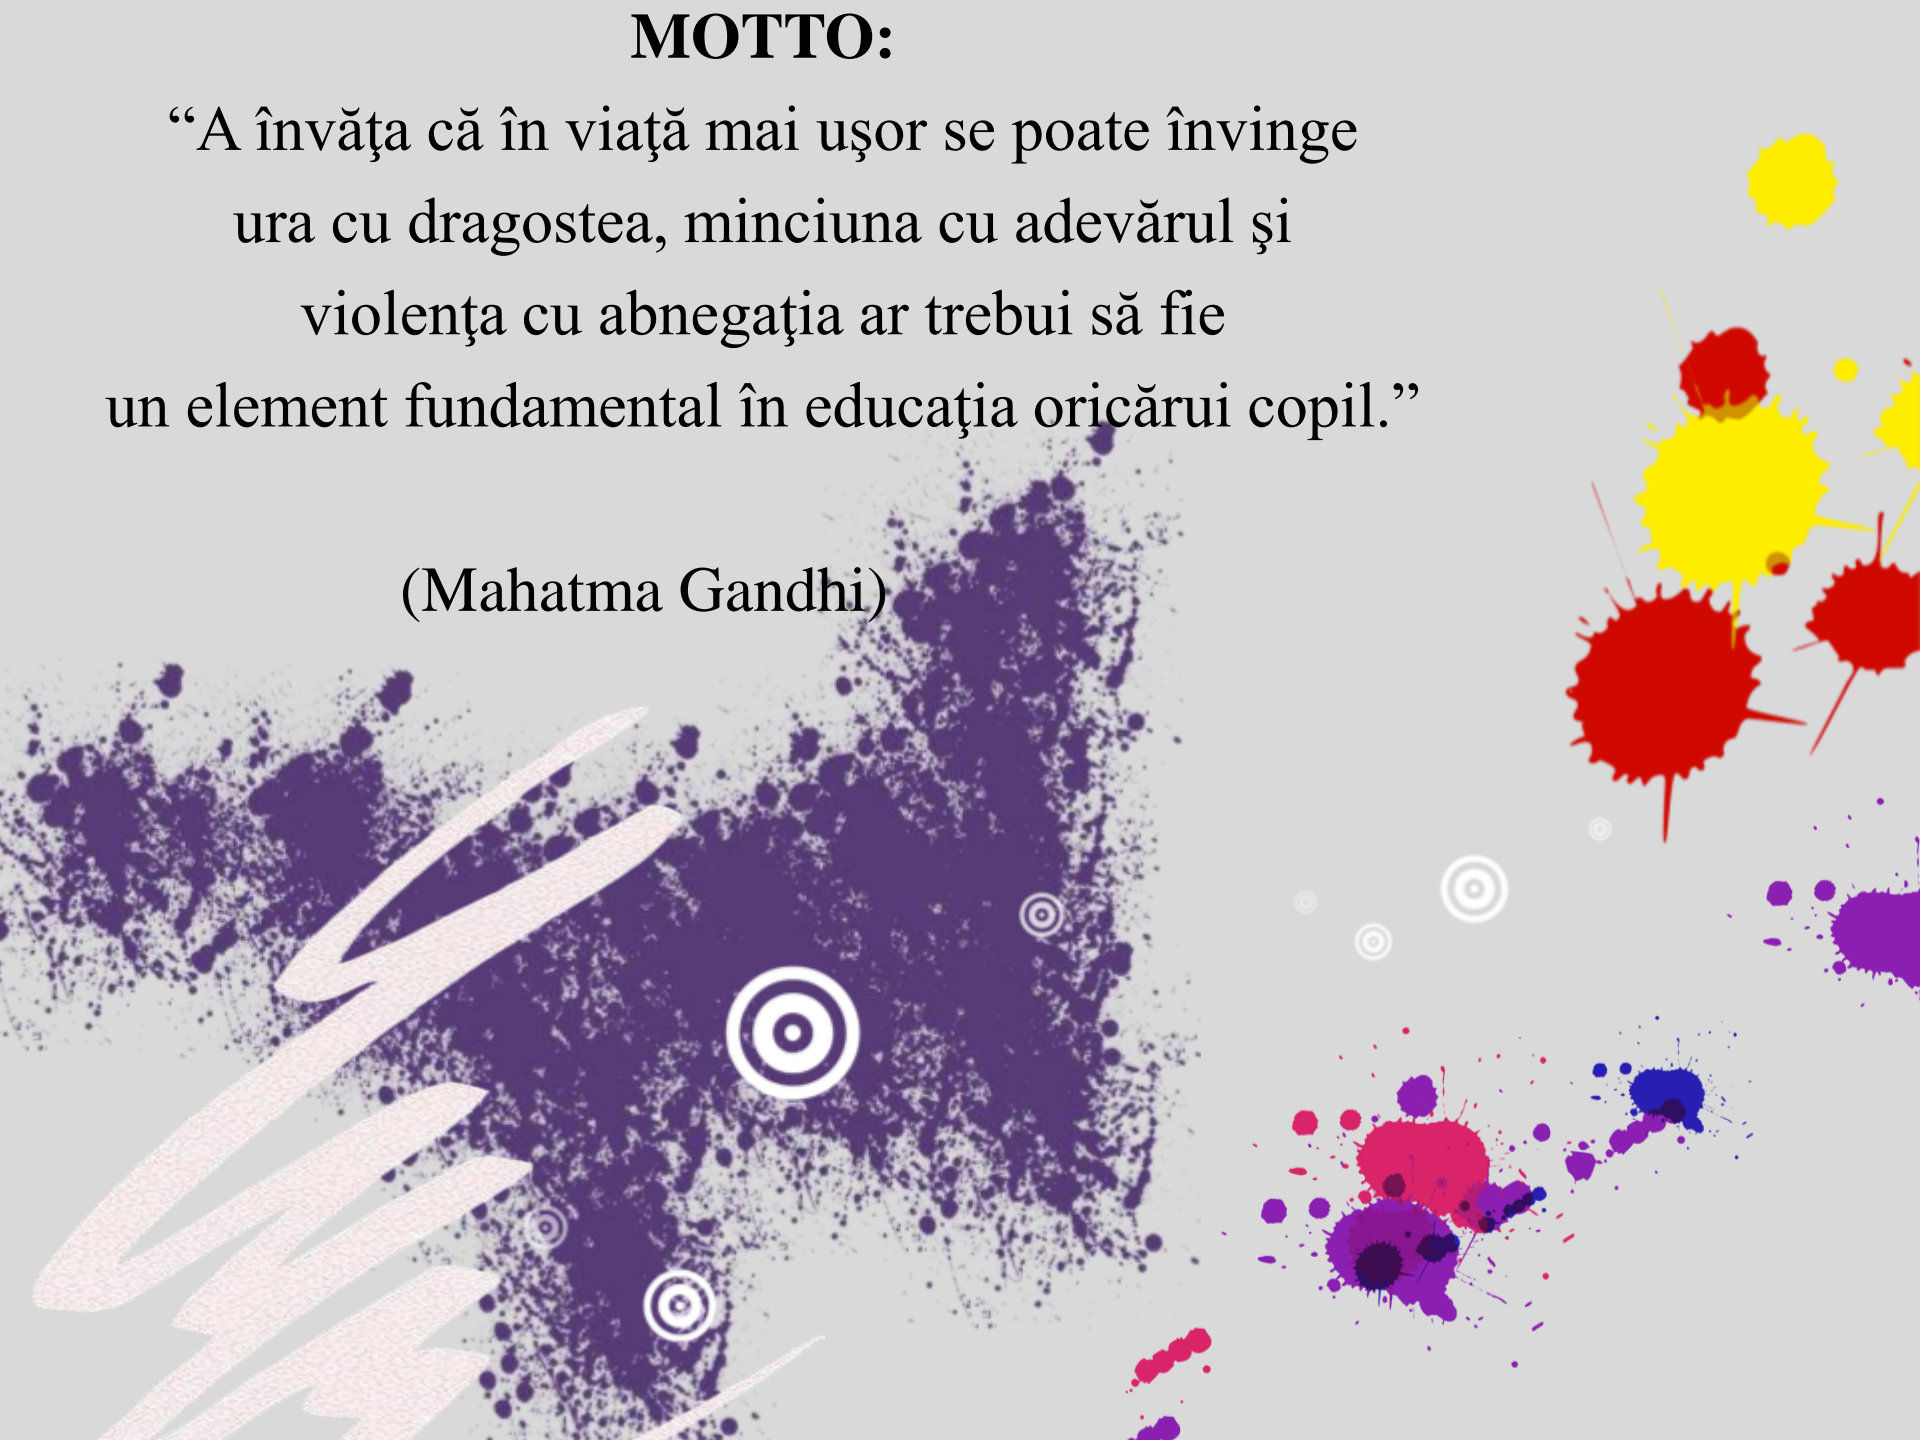 MOTTO:
“A învăţa că în viaţă mai uşor se poate învinge
ura cu dragostea, minciuna cu adevărul şi
violenţa cu abnegaţia ar trebui să fie
un element fundamental în educaţia oricărui copil.”
(Mahatma Gandhi)